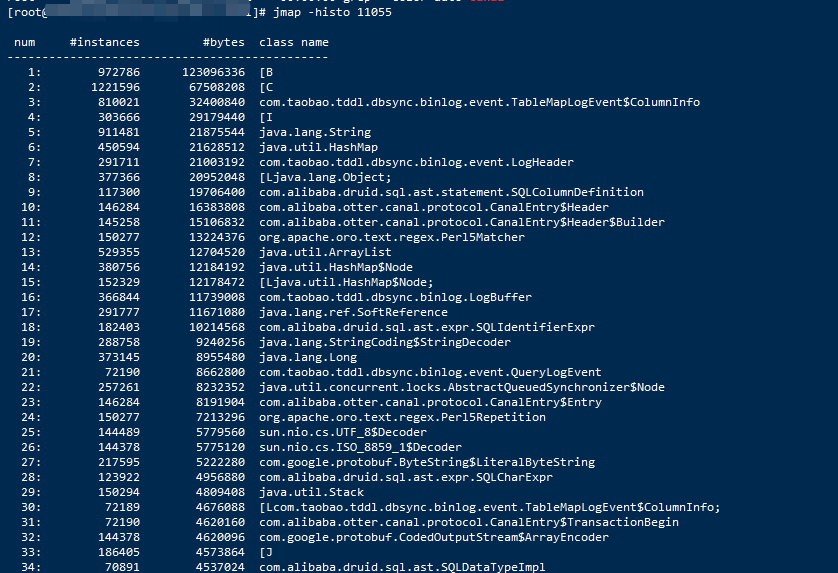 [root@ 1]# jmap -histo 11055
num #instances #bytes class name
----------------------------------------------
1: 972786 123096336 [B
2: 1221596 67508208 [C
3: 810021 32400840 com.taobao.tddl.dbsync.binlog.event.TableMapLogEvent$ColumnInfo
4: 303666 29179440 [I
5: 911481 21875544 java.lang.String
6: 450594 21628512 java.util.HashMap
7: 291711 21003192 com.taobao.tddl.dbsync.binlog.event.LogHeader
8: 377366 20952048 [Ljava.lang.Object;
9: 117300 19706400 com.alibaba.druid.sql.ast.statement.SQLColumnDefinition
10: 146284 16383808 com.alibaba.otter.canal.protocol.CanalEntry$Header
11: 145258 15106832 com.alibaba.otter.canal.protocol.CanalEntry$Header$Builder
12: 150277 13224376 org.apache.oro.text.regex.Perl5Matcher
13: 529355 12704520 java.util.ArrayList
14: 380756 12184192 java.util.HashMap$Node
15: 152329 12178472 [Ljava.util.HashMap$Node;
16: 366844 11739008 com.taobao.tddl.dbsync.binlog.LogBuffer
17: 291777 11671080 java.lang.ref.SoftReference
18: 182403 10214568 com.alibaba.druid.sql.ast.expr.SQLIdentifierExpr
19: 288758 9240256 java.lang.StringCoding$StringDecoder
20: 373145 8955480 java.lang.Long
21: 72190 8662800 com.taobao.tddl.dbsync.binlog.event.QueryLogEvent
22: 257261 8232352 java.util.concurrent.locks.AbstractQueuedSynchronizer$Node
23: 146284 8191904 com.alibaba.otter.canal.protocol.CanalEntry$Entry
24: 150277 7213296 org.apache.oro.text.regex.Perl5Repetition
25: 144489 5779560 sun.nio.cs.UTF_8$Decoder
26: 144378 5775120 sun.nio.cs.ISO_8859_1$Decoder
27: 217595 5222280 com.google.protobuf.ByteString$LiteralByteString
28: 123922 4956880 com.alibaba.druid.sql.ast.expr.SQLCharExpr
29: 150294 4809408 java.util.Stack
30: 72189 4676088 [Lcom.taobao.tddl.dbsync.binlog.event.TableMapLogEvent$ColumnInfo;
31: 72190 4620160 com.alibaba.otter.canal.protocol.CanalEntry$TransactionBegin
32: 144378 4620096 com.google.protobuf.CodedOutputStream$ArrayEncoder
33: 186405 4573864 [J
34: 70891 4537024 com.alibaba.druid.sql.ast.SQLDataTypeImpl